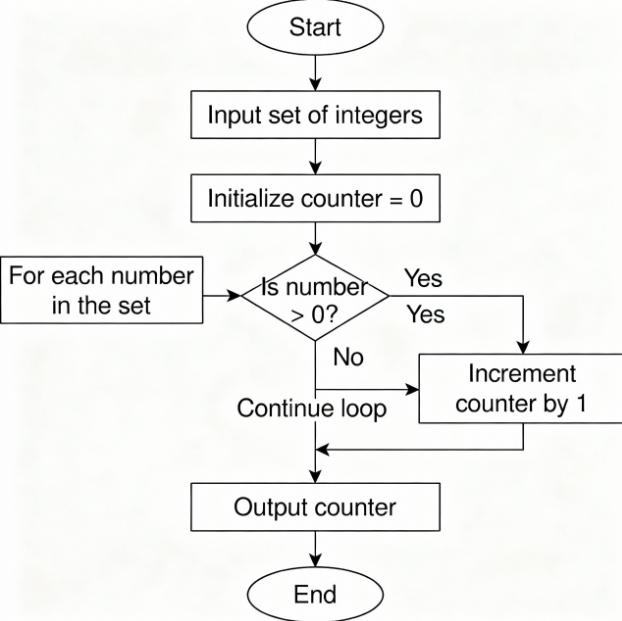 Start
Input set of integers
Initialize counter = 0
For each number
in the set
Is number
> 0?
Yes
Yes
No
Continue loop
Increment
counter by 1
Output counter
End